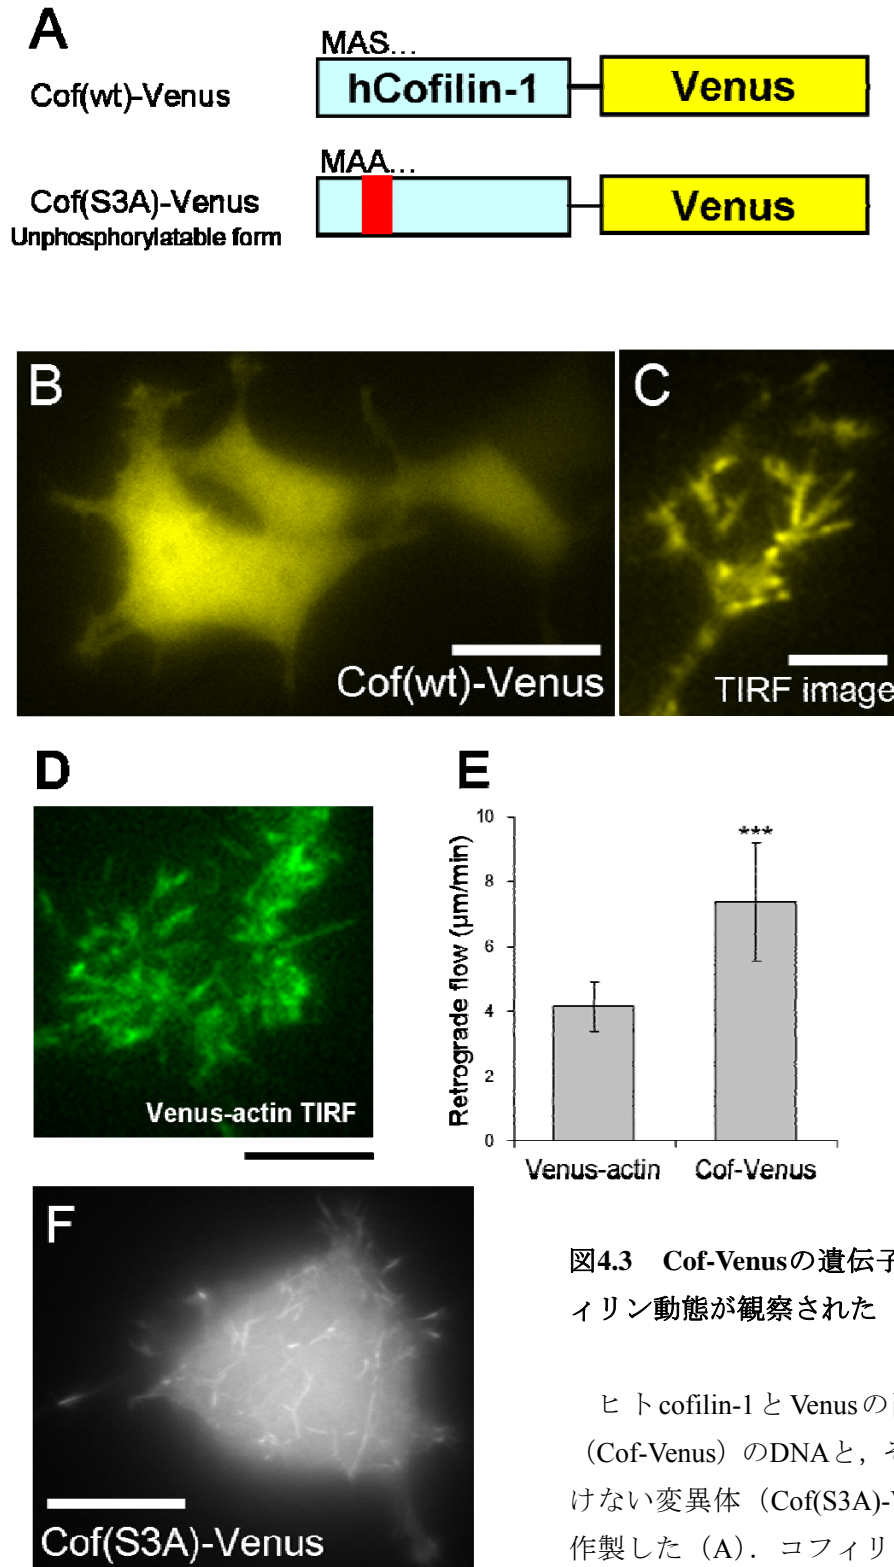 A
MAS...
Cof(wt)-Venus
hCofilin-1
Venus
MAA...
Cof(S3A)-Venus
Unphosphorylatable form
Venus
B
Cof(wt)-Venus
C
TIRF image
D
Venus-actin TIRF
E
Retrograde flow (μm/min)
10
8
6
4
2
0
***
Venus-actin
Cof-Venus
F
Cof(S3A)-Venus
図4.3 Cof-Venusの遺伝子
ィリン動態が観察された
ヒトcofilin-1とVenusの
(Cof-Venus)のDNAと,そ
けない変異体(Cof(S3A)-V
作製した(A).コフィリ